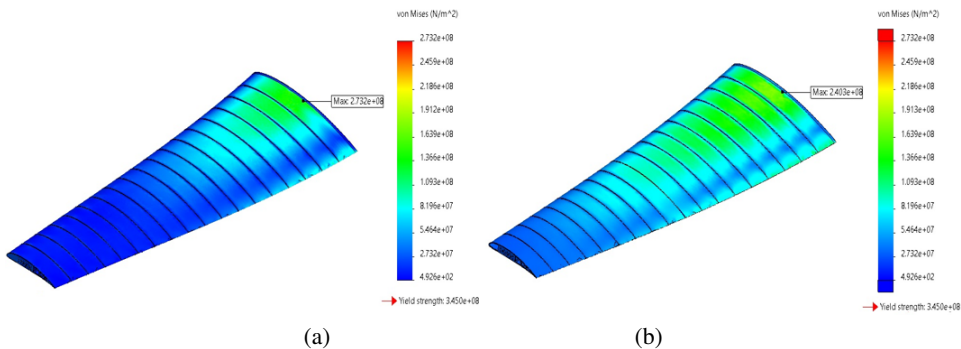 von Mises (N/m^2)
2.732e+08
2.459e+08
2.186e+08
1.912e+08
1.639e+08
1.366e+08
1.093e+08
8.196e+07
5.464e+07
2.732e+07
4.926e+02
Yield strength: 3.450e+08
Max: 2.732e+08
(a)
von Mises (N/m^2)
2.732e+08
2.459e+08
2.186e+08
1.913e+08
1.639e+08
1.366e+08
1.093e+08
8.196e+07
5.464e+07
2.732e+07
4.926e+02
Yield strength: 3.450e+08
Max: 2.403e+08
(b)